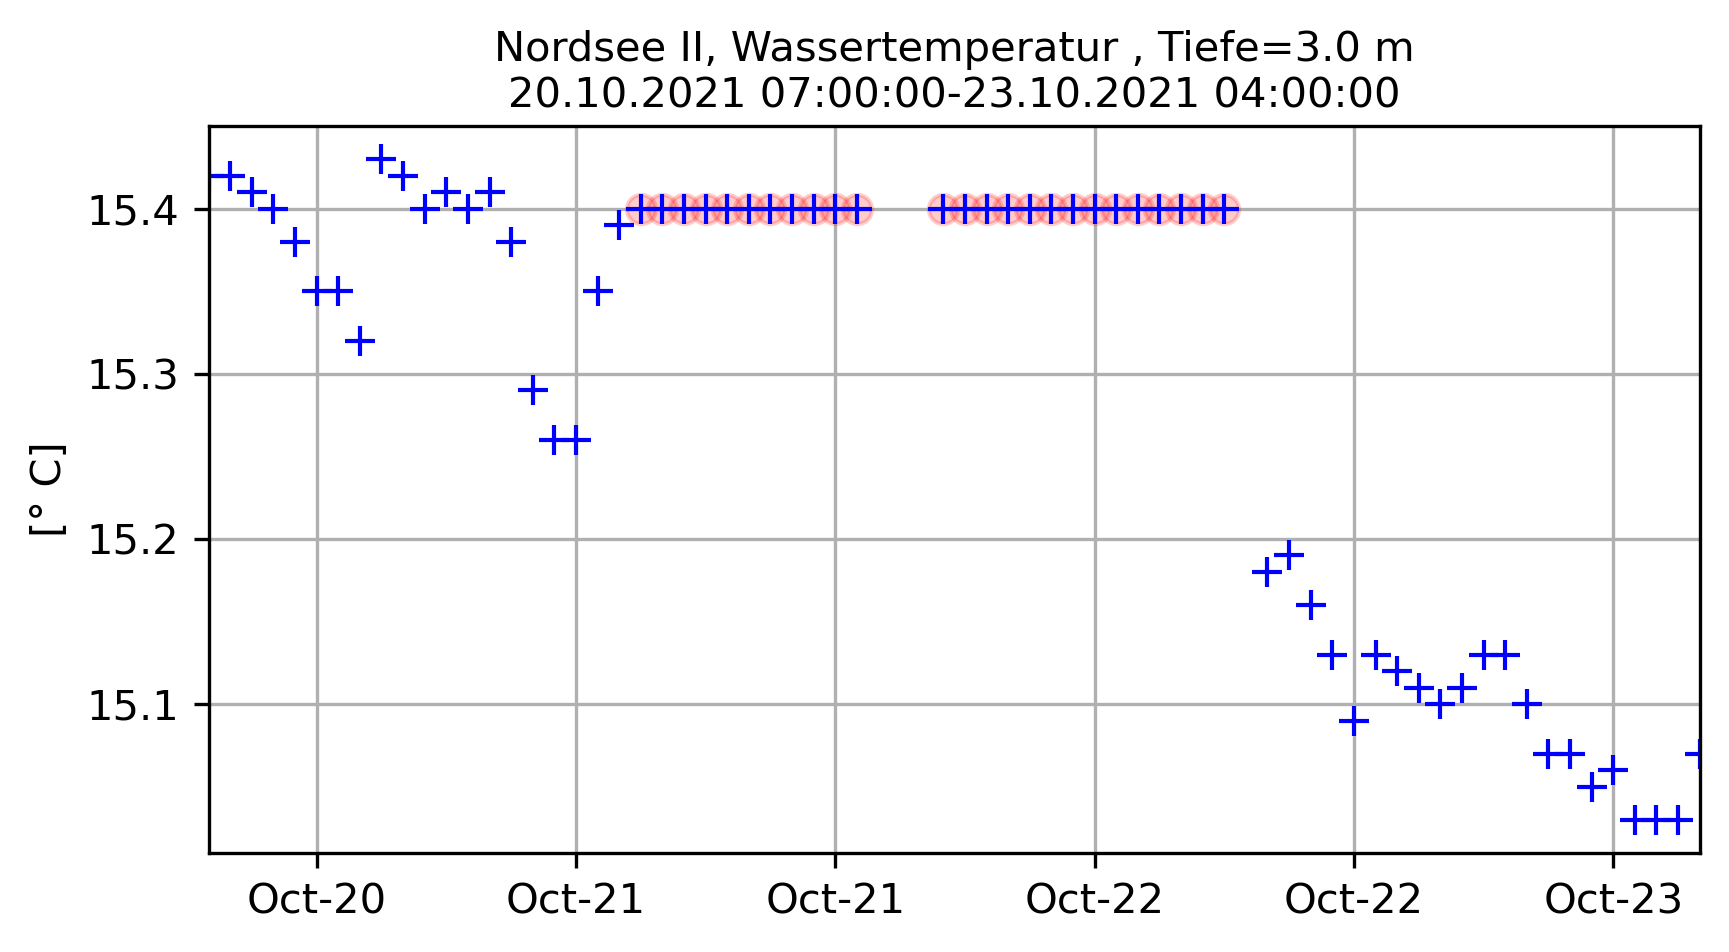 Nordsee II, Wassertemperatur , Tiefe=3.0 m
20.10.2021 07:00:00-23.10.2021 04:00:00
[° C]
15.4
15.3
15.2
15.1
Oct-20 Oct-21 Oct-21 Oct-22 Oct-22 Oct-23